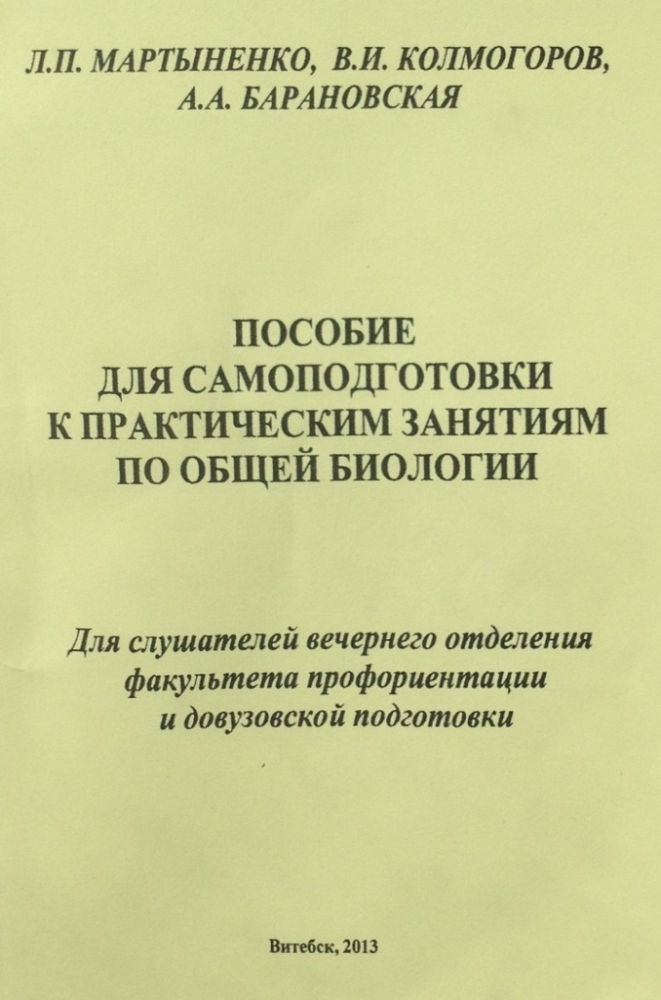 Л.П. МАРТЫНЕНКО, В.И. КОЛМОГОРОВ,
А.А. БАРАНОВСКАЯ
ПОСОБИЕ
ДЛЯ САМОПОДГОТОВКИ
К ПРАКТИЧЕСКИМ ЗАНЯТИЯМ
ПО ОБЩЕЙ БИОЛОГИИ
Для слушателей вечернего отделения
факультета профориентации
и довузовской подготовки
Витебск, 2013